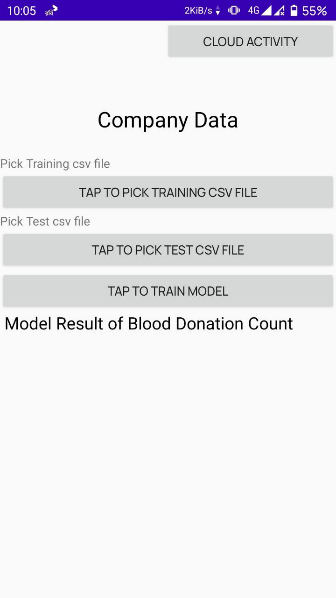 10:05 2KiB/s 4G 55%
CLOUD ACTIVITY
Company Data
Pick Training csv file
TAP TO PICK TRAINING CSV FILE
Pick Test csv file
TAP TO PICK TEST CSV FILE
TAP TO TRAIN MODEL
Model Result of Blood Donation Count